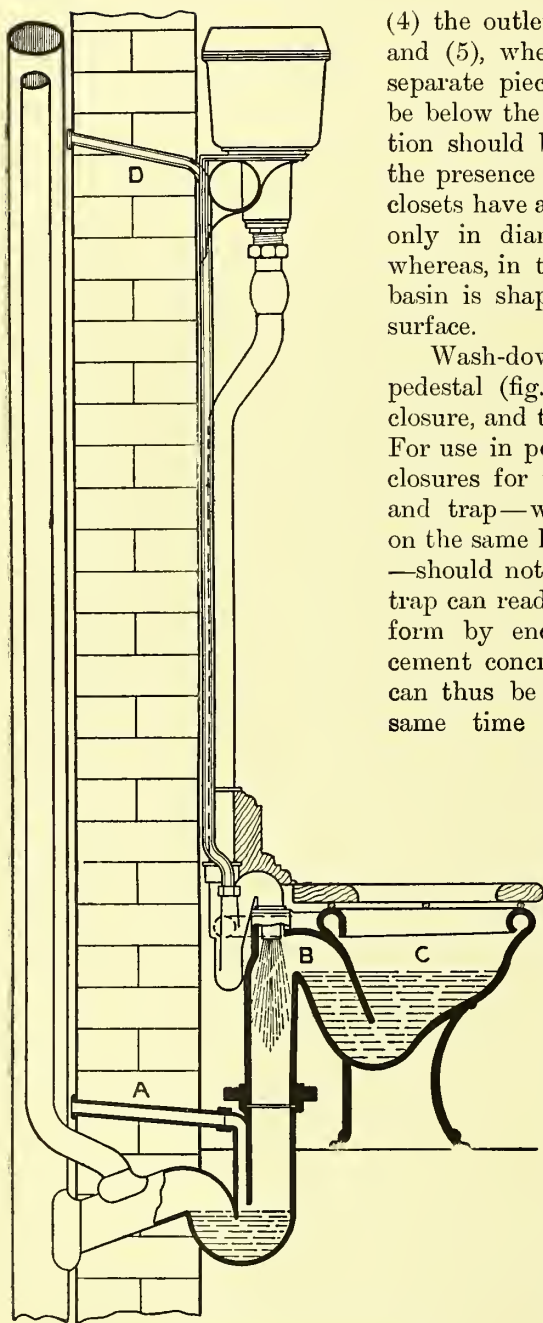 (4) the outle
and (5), whe
separate piec
be below the
tion should b
the presence
closets have a
only in diam
whereas, in t
basin is shap
surface.
Wash-dow
pedestal (fig.
closure, and t
For use in pe
closures for
and trap—w
on the same l
—should not
trap can read
form by enc
cement concr
can thus be
same time
D
B
C
A